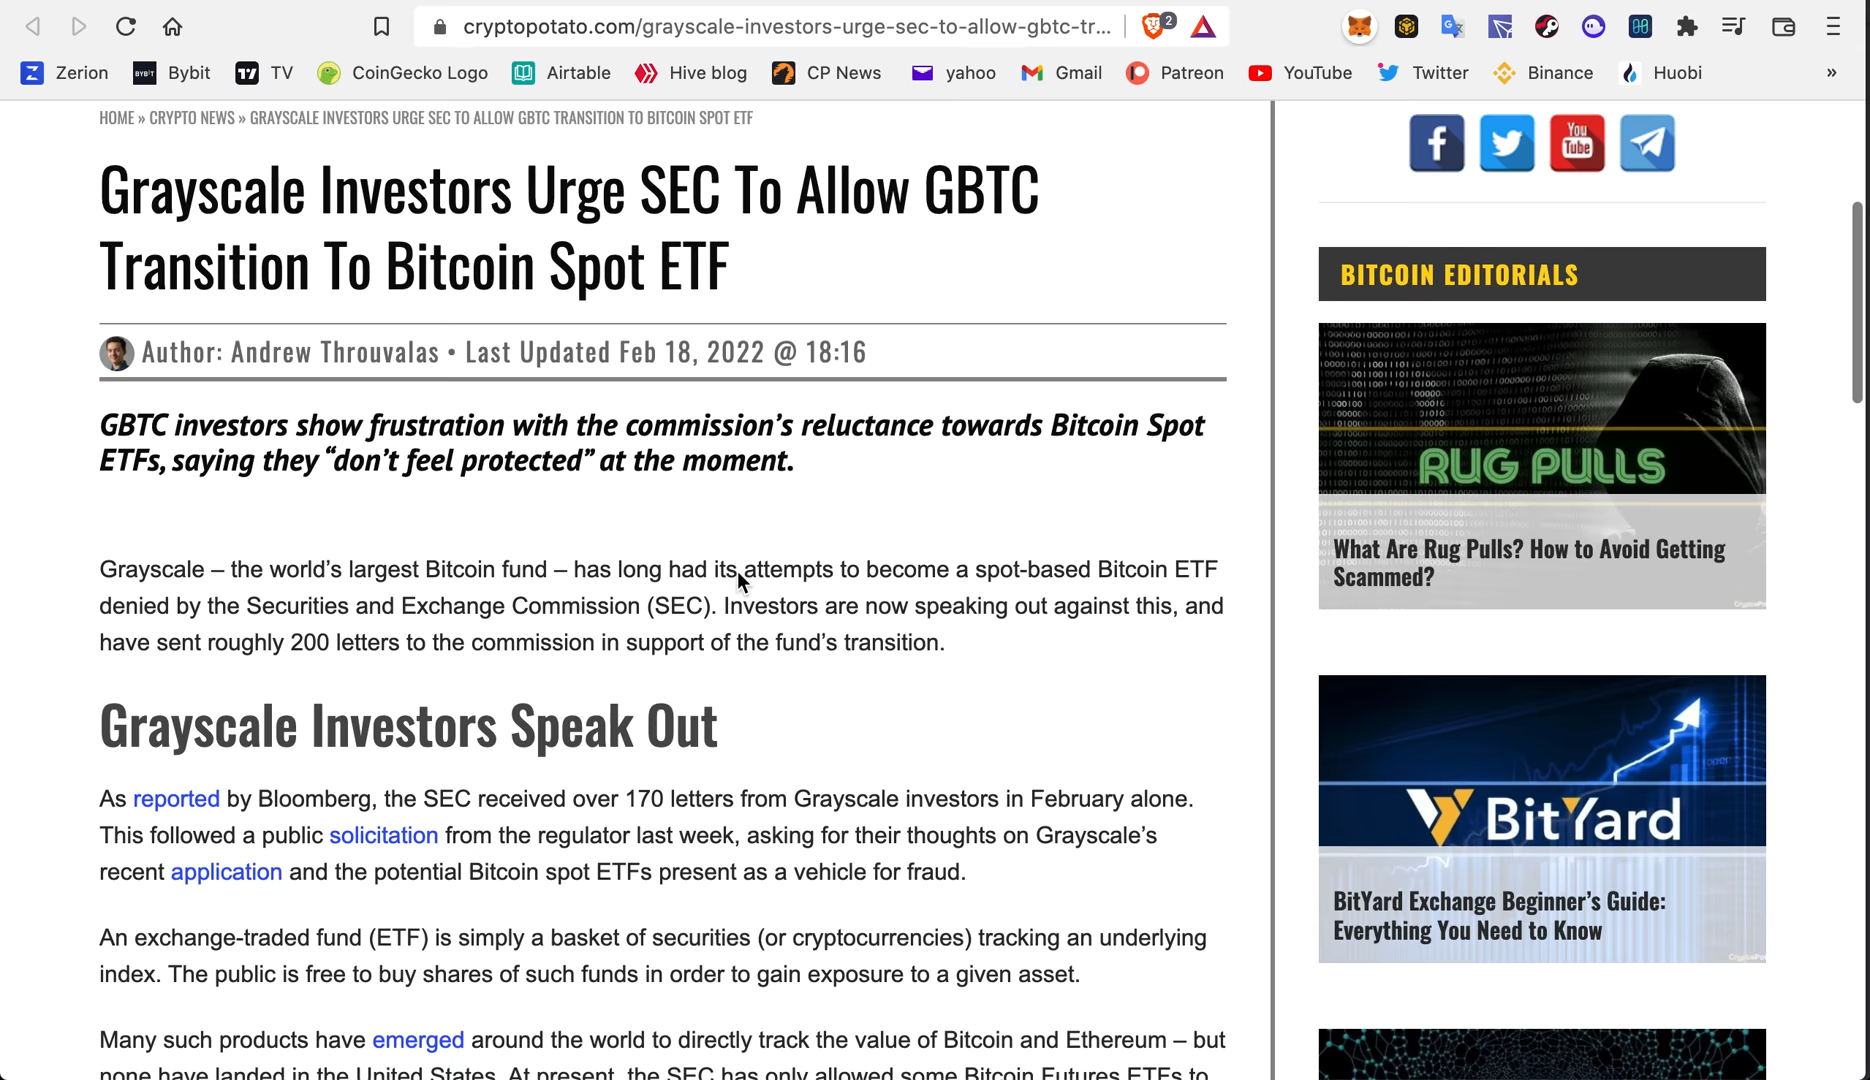 cryptopotato.com/grayscale-investors-urge-sec-to-allow-gbtc-tr...
2
Zerion
BYBIT
Bybit
TV
CoinGecko Logo
Airtable
Hive blog
CP News
yahoo
Gmail
Patreon
YouTube
Twitter
Binance
Huobi
»
HOME » CRYPTO NEWS » GRAYSCALE INVESTORS URGE SEC TO ALLOW GBTC TRANSITION TO BITCOIN SPOT ETF
Grayscale Investors Urge SEC To Allow GBTC
Transition To Bitcoin Spot ETF
Author: Andrew Throuvalas • Last Updated Feb 18, 2022 @ 18:16
GBTC investors show frustration with the commission’s reluctance towards Bitcoin Spot
ETFs, saying they “don’t feel protected” at the moment.
Grayscale – the world’s largest Bitcoin fund – has long had its attempts to become a spot-based Bitcoin ETF
denied by the Securities and Exchange Commission (SEC). Investors are now speaking out against this, and
have sent roughly 200 letters to the commission in support of the fund’s transition.
Grayscale Investors Speak Out
As reported by Bloomberg, the SEC received over 170 letters from Grayscale investors in February alone.
This followed a public solicitation from the regulator last week, asking for their thoughts on Grayscale’s
recent application and the potential Bitcoin spot ETFs present as a vehicle for fraud.
An exchange-traded fund (ETF) is simply a basket of securities (or cryptocurrencies) tracking an underlying
index. The public is free to buy shares of such funds in order to gain exposure to a given asset.
Many such products have emerged around the world to directly track the value of Bitcoin and Ethereum – but
none have landed in the United States. At present, the SEC has only allowed some Bitcoin Futures ETFs to
You
Tube
BITCOIN EDITORIALS
RUG PULLS
What Are Rug Pulls? How to Avoid Getting
Scammed?
BitYard
BitYard Exchange Beginner’s Guide:
Everything You Need to Know